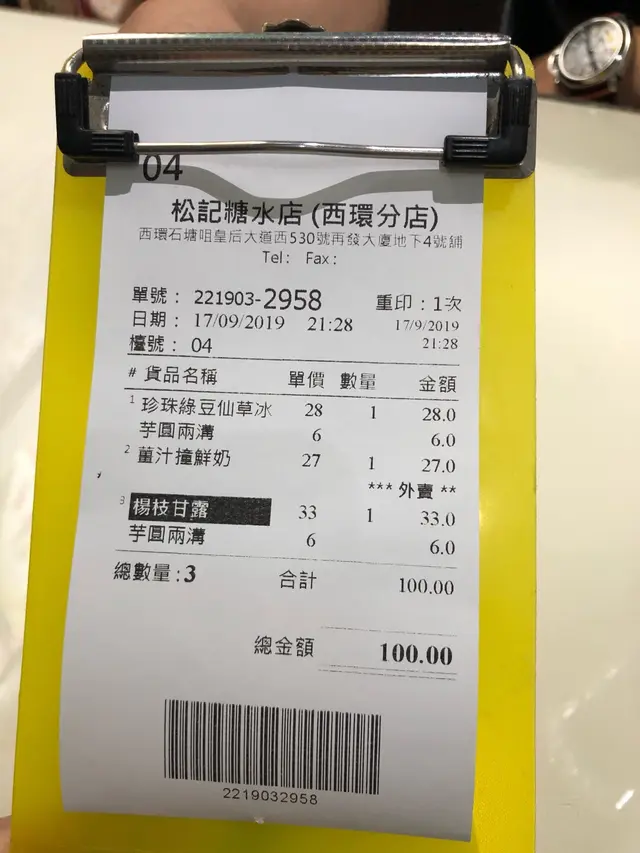 04
松記糖水店 (西環分店)
西環石塘咀皇后大道西530號再發大廈地下4號舖
Tel: Fax:
單號: 221903-2958 重印:1次
日期: 17/09/2019 21:28 17/9/2019
檯號: 04 21:28
# 貨品名稱 單價 數量 金額
1 珍珠綠豆仙草冰 28 1 28.0
芋圓兩溝 6 6.0
2 薑汁撞鮮奶 27 1 27.0
*** 外賣 **
3 楊枝甘露 33 1 33.0
芋圓兩溝 6 6.0
總數量:3 合計 100.00
總金額 100.00
2219032958